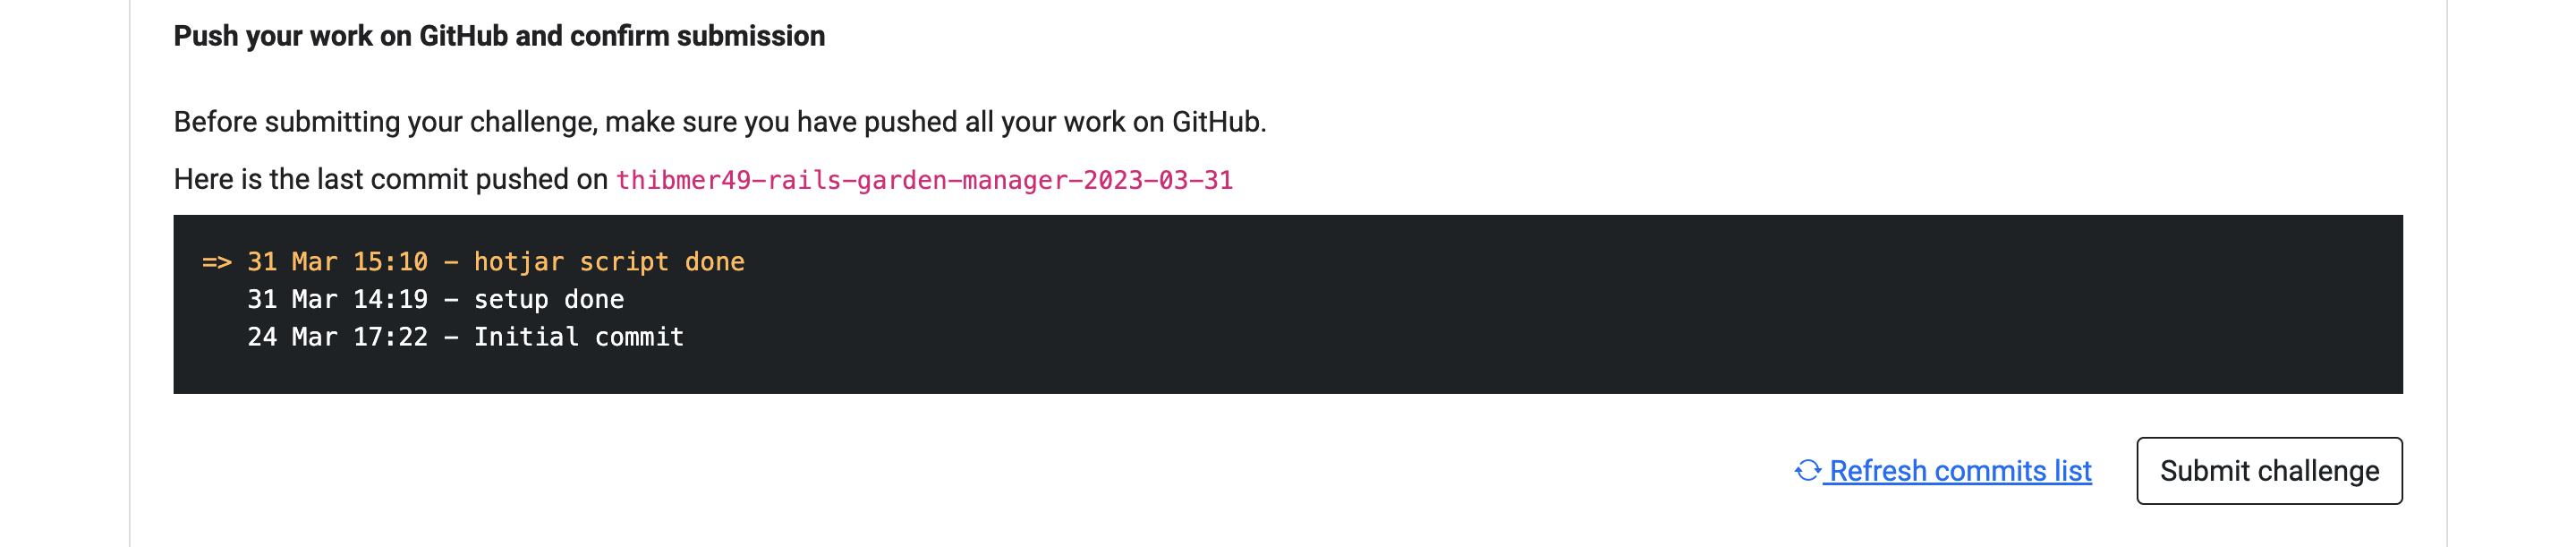 Push your work on GitHub and confirm submission
Before submitting your challenge, make sure you have pushed all your work on GitHub.
Here is the last commit pushed on thibmer49-rails-garden-manager-2023-03-31
=> 31 Mar 15:10 - hotjar script done
31 Mar 14:19 - setup done
24 Mar 17:22 - Initial commit
Refresh commits list
Submit challenge